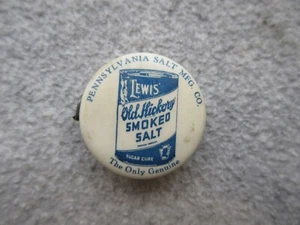 PENNSYLVANIA SALT MFG. CO.
LEWIS'
Old Hickory
SMOKED
SALT
SUGAR CURE
The Only Genuine